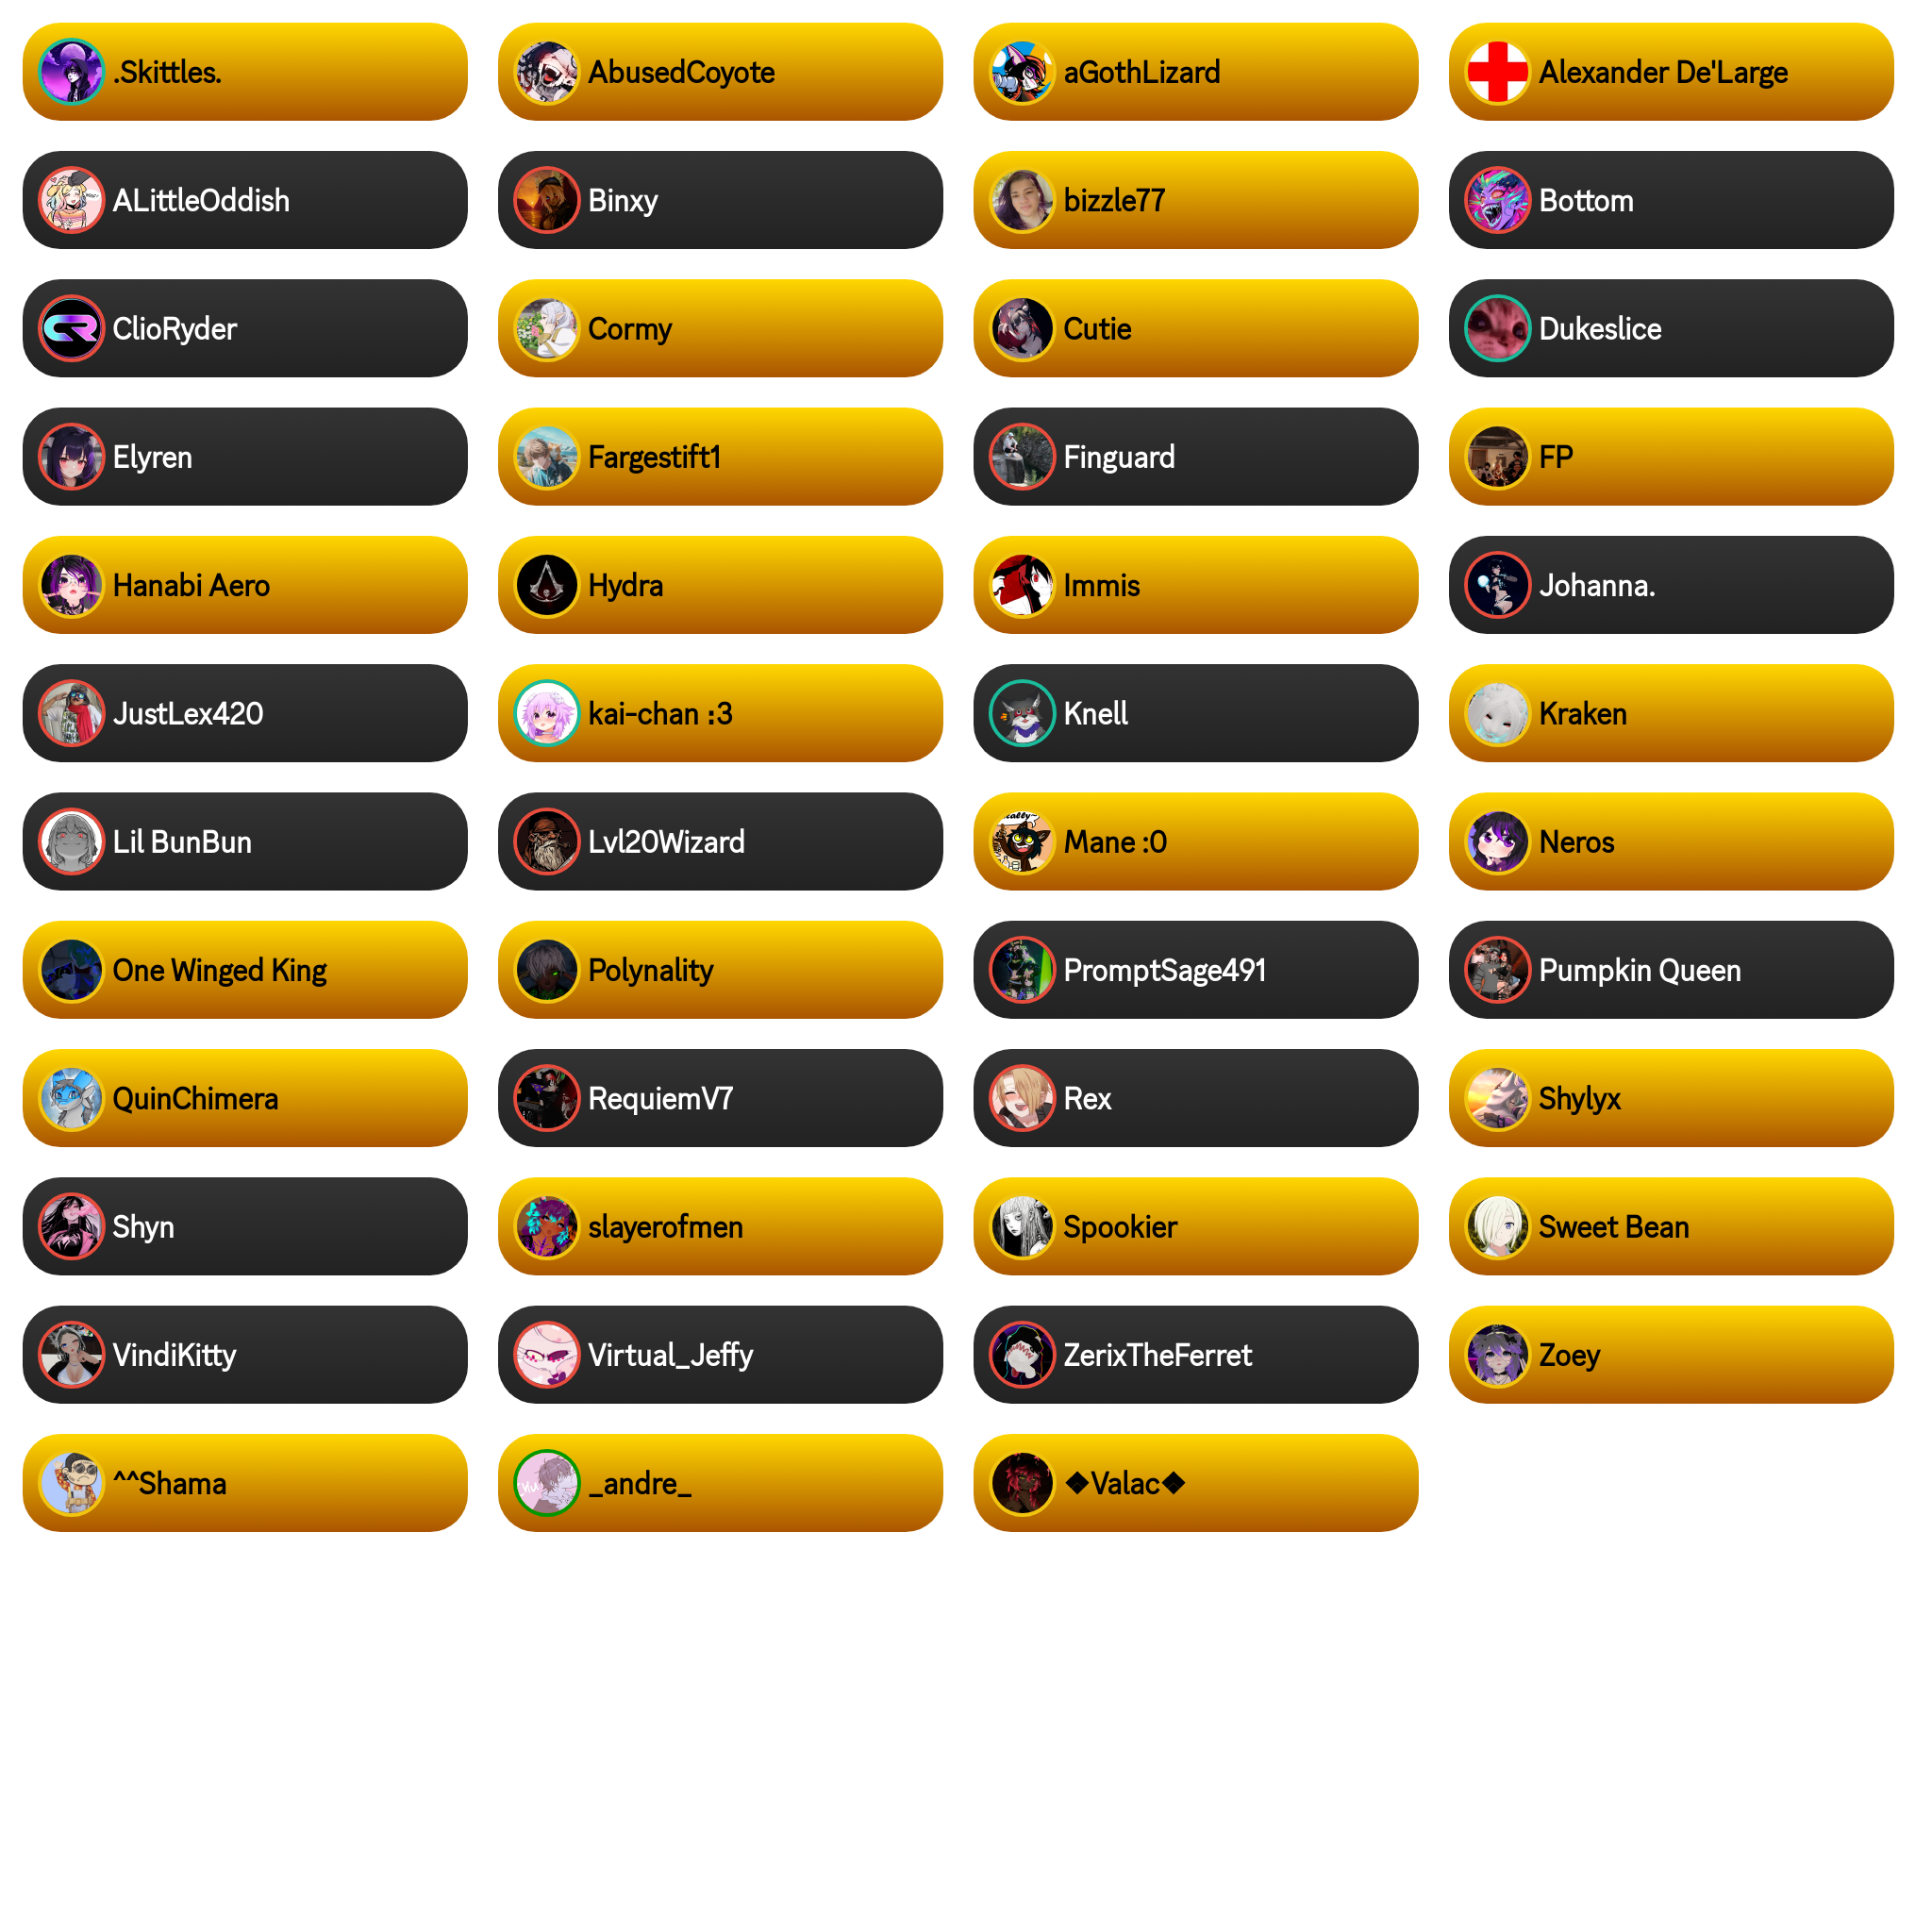 .Skittles.
AbusedCoyote
aGothLizard
Alexander De'Large
ALittleOddish
Binxy
bizzle77
Bottom
ClioRyder
Cormy
Cutie
Dukeslice
Elyren
Fargestift1
Finguard
FP
Hanabi Aero
Hydra
Immis
Johanna.
JustLex420
kai-chan :3
Knell
Kraken
Lil BunBun
Lvl20Wizard
Mane :0
Neros
One Winged King
Polynality
PromptSage491
Pumpkin Queen
QuinChimera
RequiemV7
Rex
Shylyx
Shyn
slayerofmen
Spookier
Sweet Bean
VindiKitty
Virtual_Jeffy
ZerixTheFerret
Zoey
^^Shama
_andre_
❖Valac❖